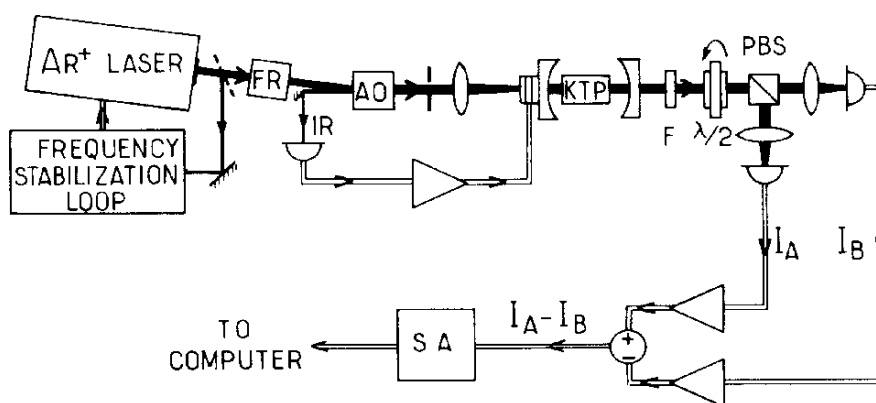 AR+ LASER
FREQUENCY
STABILIZATION
LOOP
FR
AO
IR
KTP
F
λ/2
PBS
IA
IB
IA-IB
+
−
SA
TO
COMPUTER